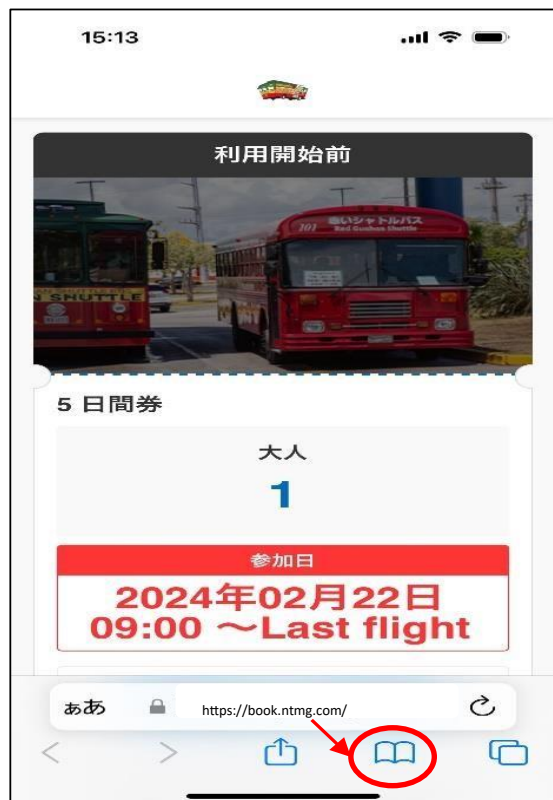 15:13
利用開始前
101
赤いシャトルバス
Red Guahan Shuttle
N SHUTTLE
5 日間券
大人
1
参加日
2024年02月22日
09:00 ～Last flight
ぁあ
https://book.ntmg.com/